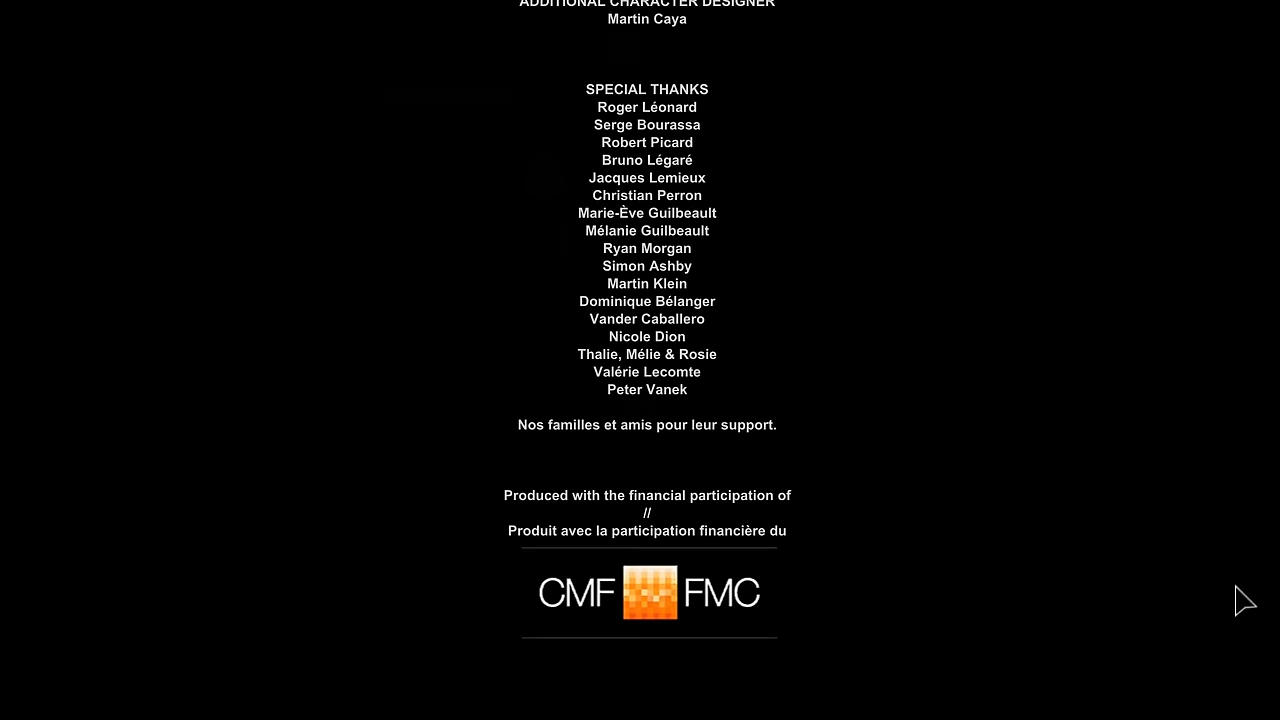 ADDITIONAL CHARACTER DESIGNER
Martin Caya
SPECIAL THANKS
Roger Léonard
Serge Bourassa
Robert Picard
Bruno Légaré
Jacques Lemieux
Christian Perron
Marie-Ève Guilbeault
Mélanie Guilbeault
Ryan Morgan
Simon Ashby
Martin Klein
Dominique Bélanger
Vander Caballero
Nicole Dion
Thalie, Mélie & Rosie
Valérie Lecomte
Peter Vanek
Nos familles et amis pour leur support.
Produced with the financial participation of
//
Produit avec la participation financière du
CMF FMC